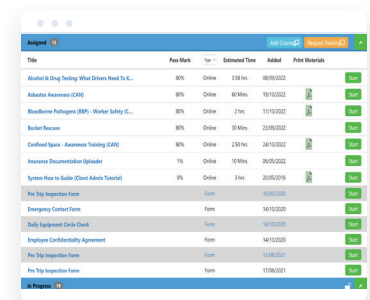 Assigned 13 Add Course Request Training
Title Pass Mark Type Estimated Time Added Print Materials
Alcohol & Drug Testing: What Drivers Need To K... 80% Online 3.58 hrs 08/09/2022 Start
Asbestos Awareness (CAN) 80% Online 60 Mins 19/10/2022 Start
Bloodborne Pathogens (BBP) - Worker Safety (C... 80% Online 2 hrs 11/10/2022 Start
Bucket Rescues 80% Online 30 Mins 23/09/2022 Start
Confined Space - Awareness Training (CAN) 80% Online 2.50 hrs 24/10/2022 Start
Insurance Documentation Uploader 1% Online 10 Mins 06/05/2022 Start
System How to Guide (Client Admin Tutorial) 0% Online 3 hrs 20/05/2016 Start
Pre Trip Inspection Form Form 16/05/2020 Start
Emergency Contact Form Form 14/10/2020 Start
Daily Equipment Circle Check Form 14/10/2020 Start
Employee Confidentiality Agreement Form 14/10/2020 Start
Pre Trip Inspection Form Form 13/08/2021 Start
Pre Trip Inspection Form Form 17/08/2021 Start
In Progress